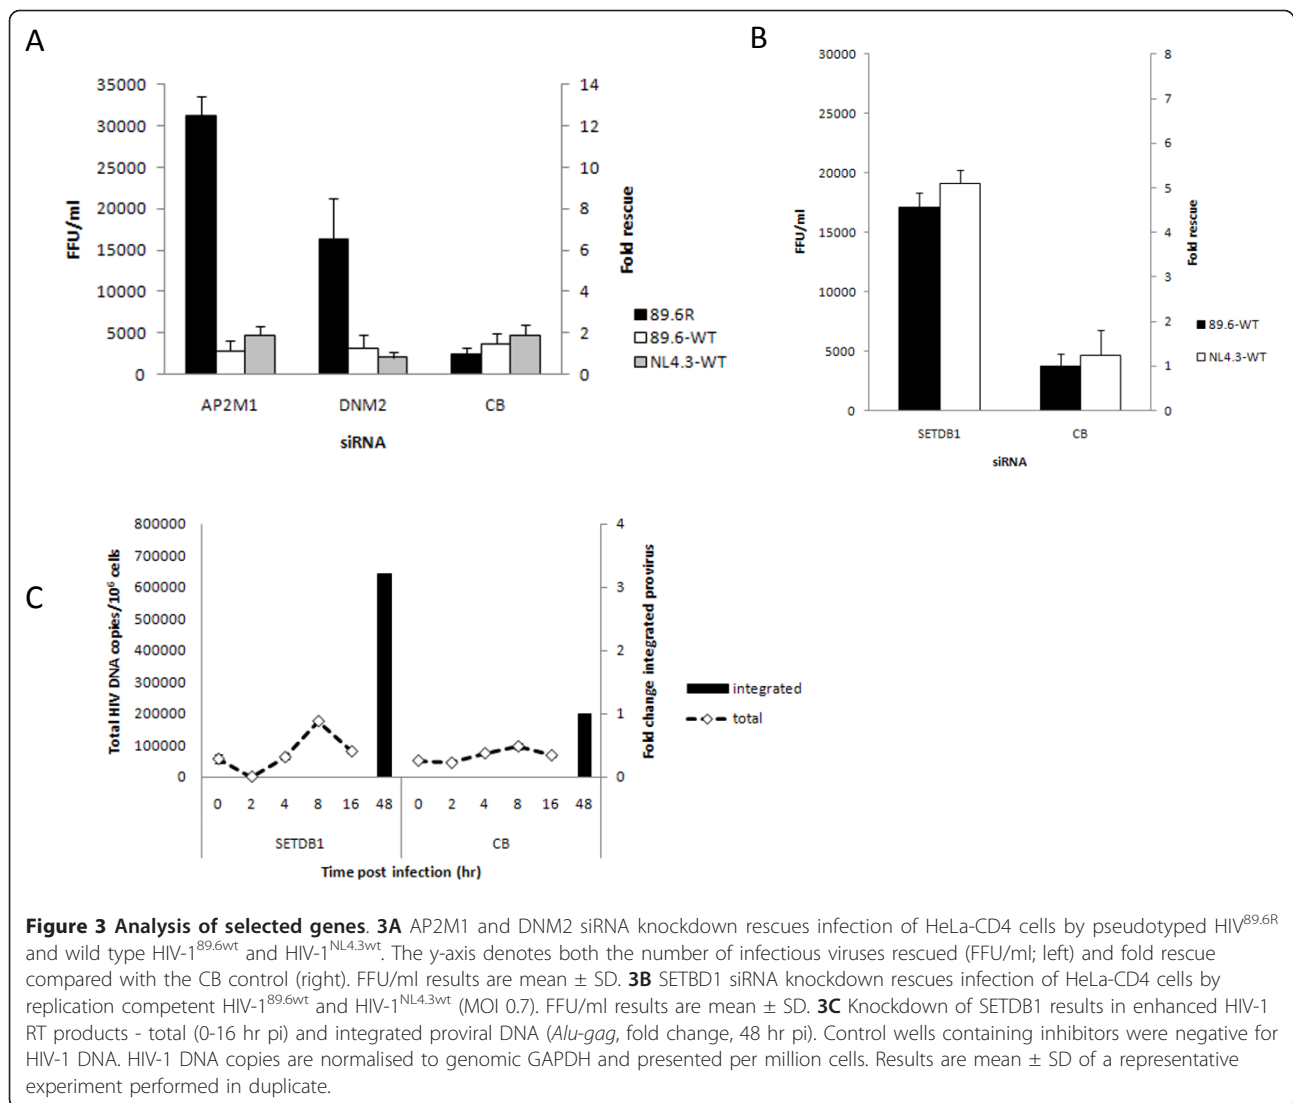 A
35000
30000
25000
20000
15000
10000
5000
0
FFU/ml
14
12
10
8
6
4
2
0
Fold rescue
AP2M1 DNM2 CB
siRNA
89.6R
89.6-WT
NL4.3-WT
B
30000
25000
20000
15000
10000
5000
0
FFU/ml
8
7
6
5
4
3
2
1
0
Fold rescue
SETDB1 CB
siRNA
89.6-WT
NL4.3-WT
C
800000
700000
600000
500000
400000
300000
200000
100000
0
Total HIV DNA copies/10⁶ cells
4
3
2
1
0
Fold change integrated provirus
0 2 4 8 16 48 0 2 4 8 16 48
SETDB1 CB
Time post infection (hr)
integrated
total
Figure 3 Analysis of selected genes. 3A AP2M1 and DNM2 siRNA knockdown rescues infection of HeLa-CD4 cells by pseudotyped HIV89.6R
and wild type HIV-189.6wt and HIV-1NL4.3wt. The y-axis denotes both the number of infectious viruses rescued (FFU/ml; left) and fold rescue
compared with the CB control (right). FFU/ml results are mean ± SD. 3B SETBD1 siRNA knockdown rescues infection of HeLa-CD4 cells by
replication competent HIV-189.6wt and HIV-1NL4.3wt (MOI 0.7). FFU/ml results are mean ± SD. 3C Knockdown of SETDB1 results in enhanced HIV-1
RT products - total (0-16 hr pi) and integrated proviral DNA (Alu-gag, fold change, 48 hr pi). Control wells containing inhibitors were negative for
HIV-1 DNA. HIV-1 DNA copies are normalised to genomic GAPDH and presented per million cells. Results are mean ± SD of a representative
experiment performed in duplicate.